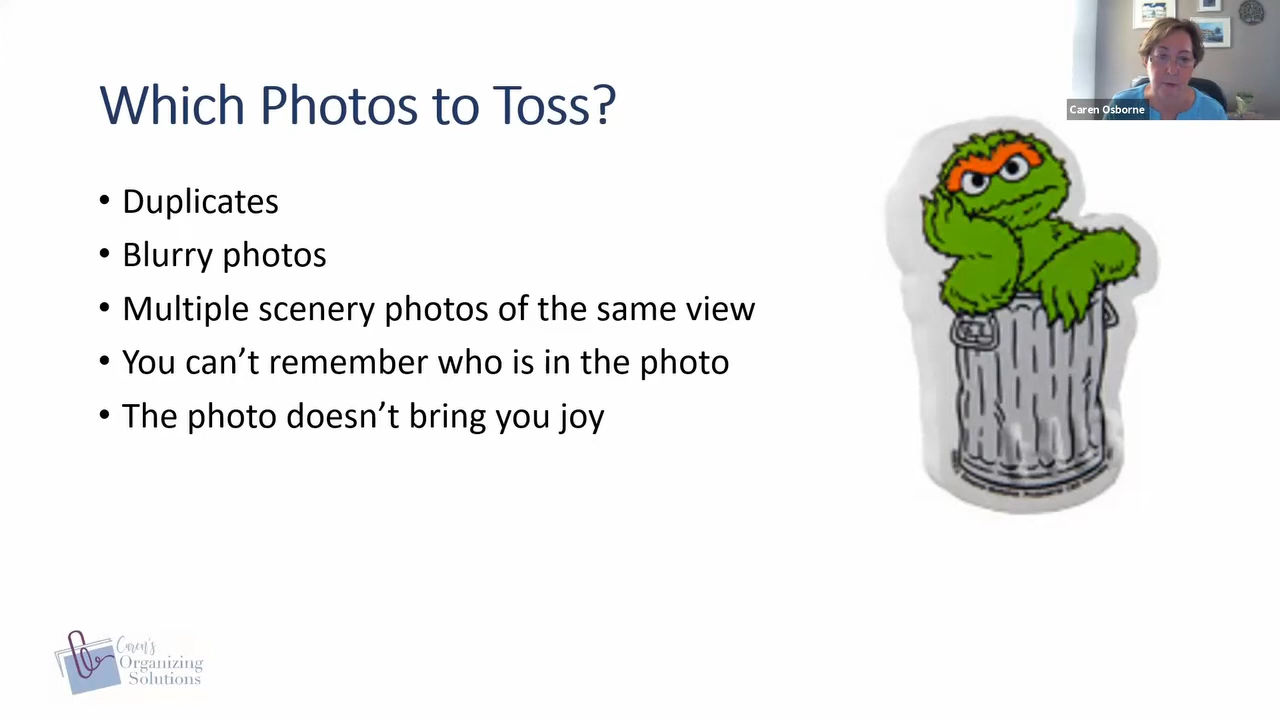 Which Photos to Toss?
Caren Osborne
• Duplicates
• Blurry photos
• Multiple scenery photos of the same view
• You can’t remember who is in the photo
• The photo doesn’t bring you joy
Caren's
Organizing
Solutions